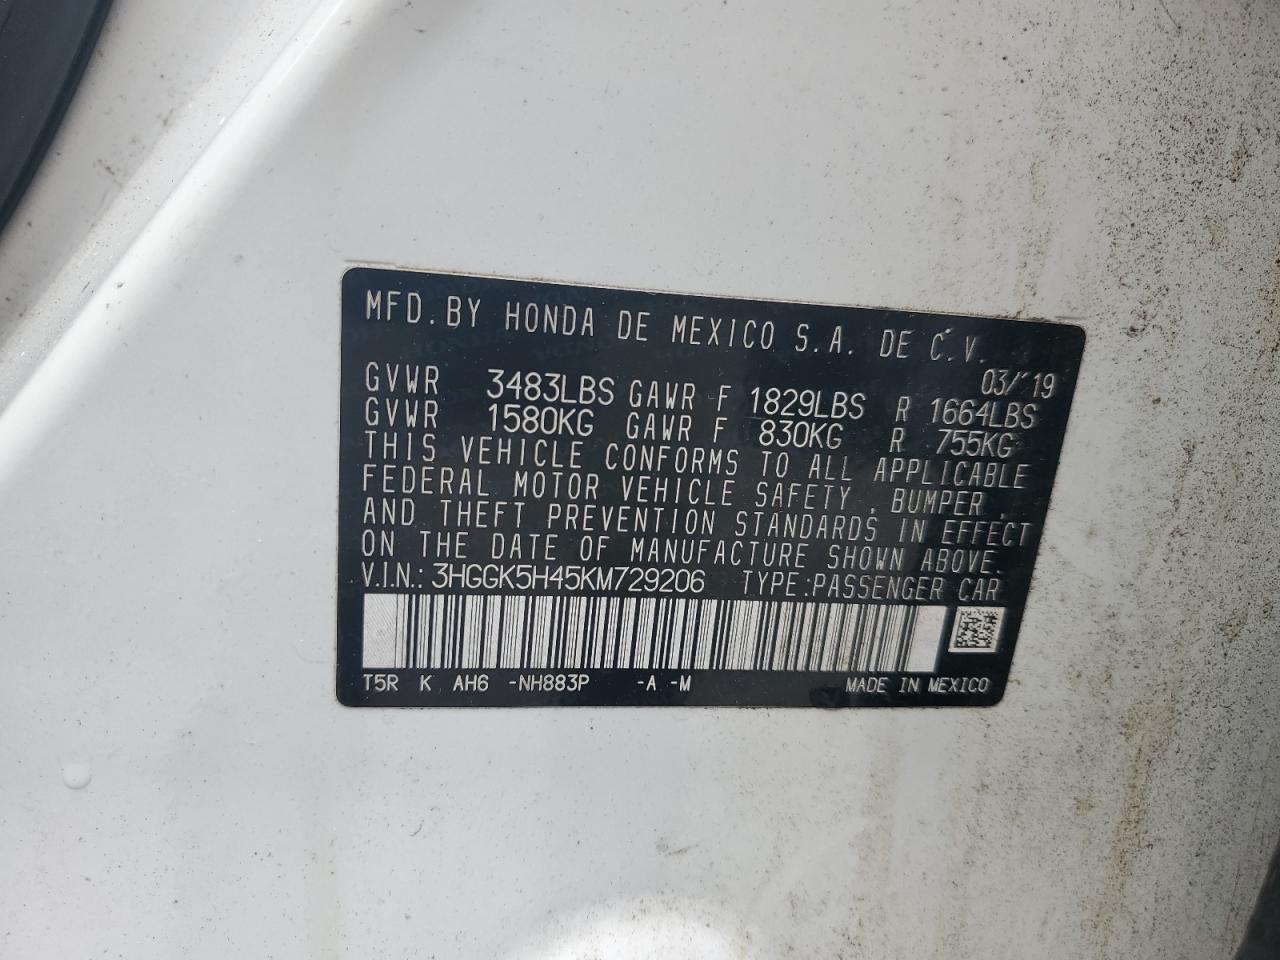 MFD. BY HONDA DE MEXICO S.A. DE C.V.
03/'19
GVWR 3483LBS GAWR F 1829LBS R 1664LBS
GVWR 1580KG GAWR F 830KG R 755KG
THIS VEHICLE CONFORMS TO ALL APPLICABLE
FEDERAL MOTOR VEHICLE SAFETY, BUMPER,
AND THEFT PREVENTION STANDARDS IN EFFECT
ON THE DATE OF MANUFACTURE SHOWN ABOVE.
V.I.N.: 3HGGK5H45KM729206 TYPE:PASSENGER CAR
T5R K AH6 -NH883P -A -M MADE IN MEXICO